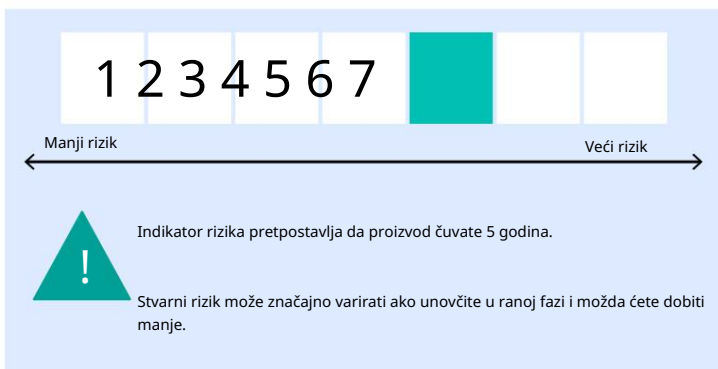 1 2 3 4 5 6 7
Manji rizik
Veći rizik
!
Indikator rizika pretpostavlja da proizvod čuvate 5 godina.
Stvarni rizik može značajno varirati ako unovčite u ranoj fazi i možda ćete dobiti
manje.